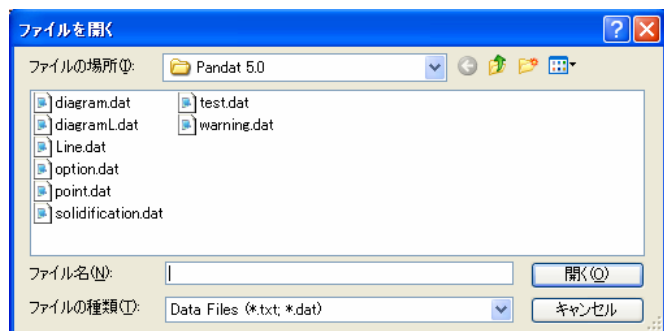 ファイルを開く
ファイルの場所(I):
Pandat 5.0
diagram.dat
diagramL.dat
Line.dat
option.dat
point.dat
solidification.dat
test.dat
warning.dat
ファイル名(N):
開く(O)
ファイルの種類(T):
Data Files (*.txt; *.dat)
キャンセル